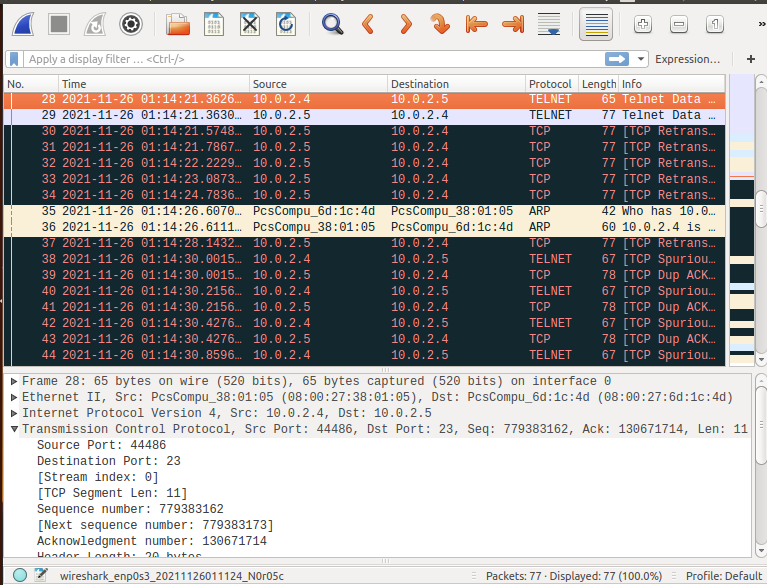 Apply a display filter ... <Ctrl-/>
Expression… +
No. Time Source Destination Protocol Length Info
28 2021-11-26 01:14:21.3626… 10.0.2.4 10.0.2.5 TELNET 65 Telnet Data …
29 2021-11-26 01:14:21.3630… 10.0.2.5 10.0.2.4 TELNET 77 Telnet Data …
30 2021-11-26 01:14:21.5748… 10.0.2.5 10.0.2.4 TCP 77 [TCP Retrans…
31 2021-11-26 01:14:21.7867… 10.0.2.5 10.0.2.4 TCP 77 [TCP Retrans…
32 2021-11-26 01:14:22.2229… 10.0.2.5 10.0.2.4 TCP 77 [TCP Retrans…
33 2021-11-26 01:14:23.0873… 10.0.2.5 10.0.2.4 TCP 77 [TCP Retrans…
34 2021-11-26 01:14:24.7836… 10.0.2.5 10.0.2.4 TCP 77 [TCP Retrans…
35 2021-11-26 01:14:26.6070… PcsCompu_6d:1c:4d PcsCompu_38:01:05 ARP 42 Who has 10.0…
36 2021-11-26 01:14:26.6111… PcsCompu_38:01:05 PcsCompu_6d:1c:4d ARP 60 10.0.2.4 is …
37 2021-11-26 01:14:28.1432… 10.0.2.5 10.0.2.4 TCP 77 [TCP Retrans…
38 2021-11-26 01:14:30.0015… 10.0.2.5 10.0.2.4 TELNET 67 [TCP Spuriou…
39 2021-11-26 01:14:30.0015… 10.0.2.5 10.0.2.4 TCP 78 [TCP Dup ACK…
40 2021-11-26 01:14:30.2156… 10.0.2.5 10.0.2.4 TELNET 67 [TCP Spuriou…
41 2021-11-26 01:14:30.2156… 10.0.2.5 10.0.2.4 TCP 78 [TCP Dup ACK…
42 2021-11-26 01:14:30.4276… 10.0.2.5 10.0.2.4 TELNET 67 [TCP Spuriou…
43 2021-11-26 01:14:30.4276… 10.0.2.5 10.0.2.4 TCP 78 [TCP Dup ACK…
44 2021-11-26 01:14:30.8596… 10.0.2.5 10.0.2.4 TELNET 67 [TCP Spuriou…
Frame 28: 65 bytes on wire (520 bits), 65 bytes captured (520 bits) on interface 0
Ethernet II, Src: PcsCompu_38:01:05 (08:00:27:38:01:05), Dst: PcsCompu_6d:1c:4d (08:00:27:6d:1c:4d)
Internet Protocol Version 4, Src: 10.0.2.4, Dst: 10.0.2.5
Transmission Control Protocol, Src Port: 44486, Dst Port: 23, Seq: 779383162, Ack: 130671714, Len: 11
Source Port: 44486
Destination Port: 23
[Stream index: 0]
[TCP Segment Len: 11]
Sequence number: 779383162
[Next sequence number: 779383173]
Acknowledgment number: 130671714
Header Length: 20 bytes
wireshark_enp0s3_20211126011124_N0r05c Packets: 77 · Displayed: 77 (100.0%) Profile: Default